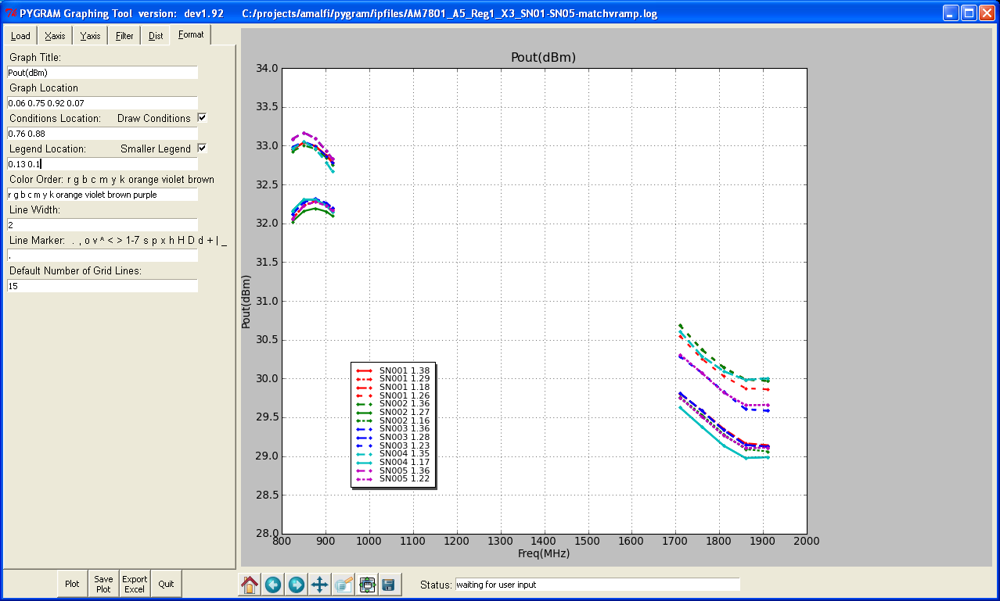 PYGRAM Graphing Tool version: dev1.92 C:/projects/amalfi/pygram/ipfiles/AM7801_A5_Reg1_X3_SN01-SN05-matchvramp.log
Load Xaxis Yaxis Filter Dist Format
Graph Title:
Pout(dBm)
Graph Location
0.06 0.75 0.92 0.07
Conditions Location: Draw Conditions
0.76 0.88
Legend Location: Smaller Legend
0.13 0.1
Color Order: r g b c m y k orange violet brown
r g b c m y k orange violet brown purple
Line Width:
2
Line Marker: . , o v ^ < > 1-7 s p x h H D d + | _
.
Default Number of Grid Lines:
15
Pout(dBm)
34.0
33.5
33.0
32.5
32.0
31.5
31.0
30.5
30.0
29.5
29.0
28.5
28.0
Pout(dBm)
SN001 1.38
SN001 1.29
SN001 1.18
SN001 1.26
SN002 1.36
SN002 1.27
SN002 1.16
SN003 1.36
SN003 1.28
SN003 1.23
SN004 1.35
SN004 1.17
SN005 1.36
SN005 1.22
800 900 1000 1100 1200 1300 1400 1500 1600 1700 1800 1900 2000
Freq(MHz)
Plot
Save Plot
Export Excel
Quit
Status: waiting for user input